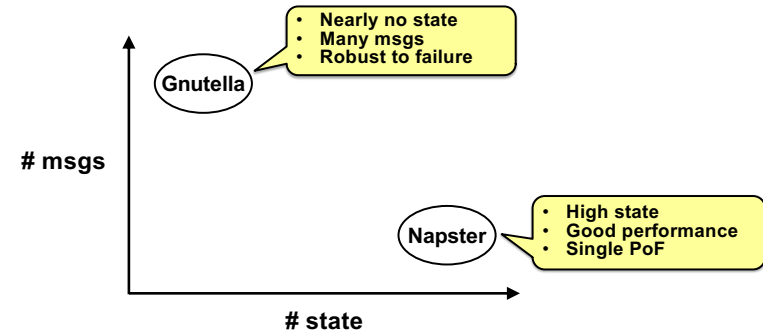 • Nearly no state
• Many msgs
• Robust to failure
Gnutella
# msgs
Napster
• High state
• Good performance
• Single PoF
# state